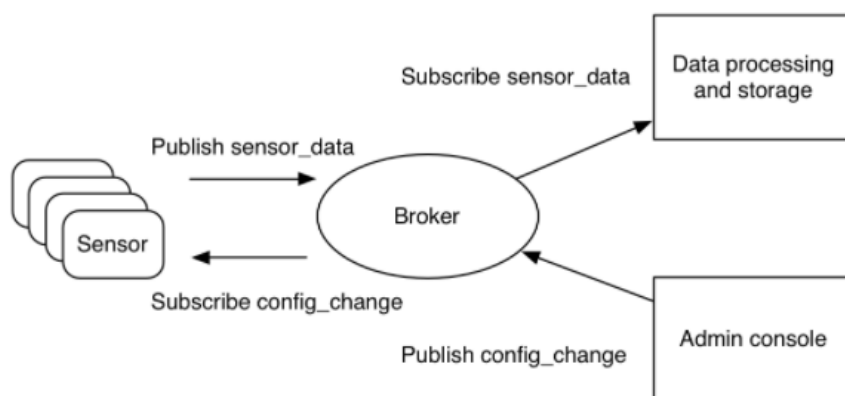 Subscribe sensor_data
Data processing
and storage
Publish sensor_data
Broker
Sensor
Subscribe config_change
Publish config_change
Admin console